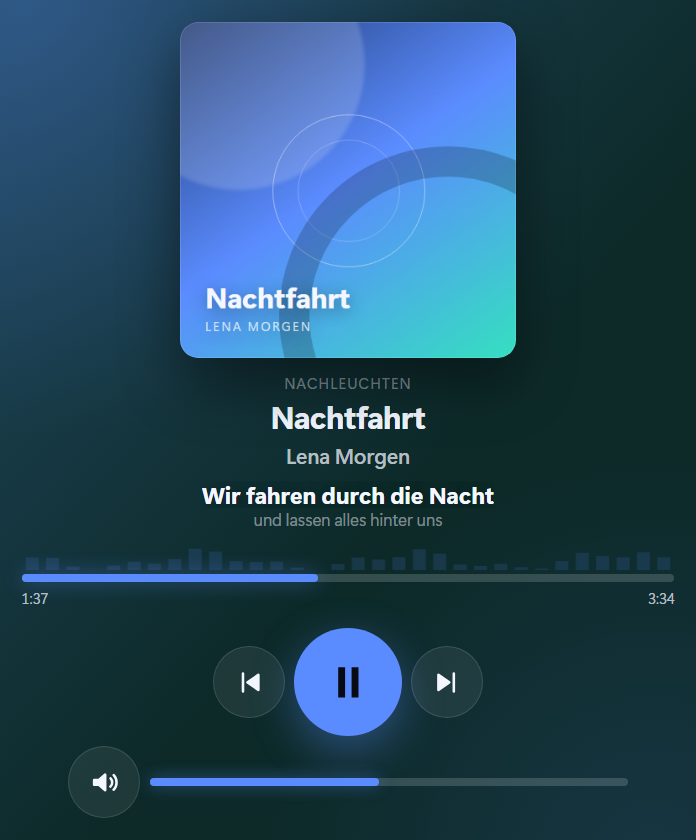 Nachtfahrt
LENA MORGEN
NACHLEUCHTEN
Nachtfahrt
Lena Morgen
Wir fahren durch die Nacht
und lassen alles hinter uns
1:37
3:34